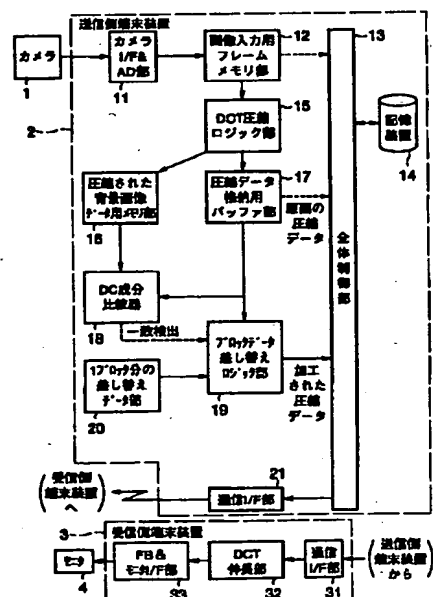 送信側端末装置
カメラ
1
2
カメラ
I/F&
AD部
11
画像入力用
フレーム
メモリ部
12
13
DCT圧縮
ロジック部
15
記憶
装置
14
圧縮された
背景画像
データ用メモリ部
16
圧縮データ
格納用
バッファ部
17
原画の
圧縮
データ
全体制御部
DC成分
比較器
18
一致検出
ブロックデータ
差し替え
ロジック部
19
加工
された
圧縮
データ
1ブロック分の
差し替え
データ部
20
21
通信I/F部
(受信側
端末装置
へ)
3
受信側端末装置
モニタ
4
FB&
モニタI/F部
33
DCT
伸長部
32
通信
I/F部
31
(送信側
端末装置
から)